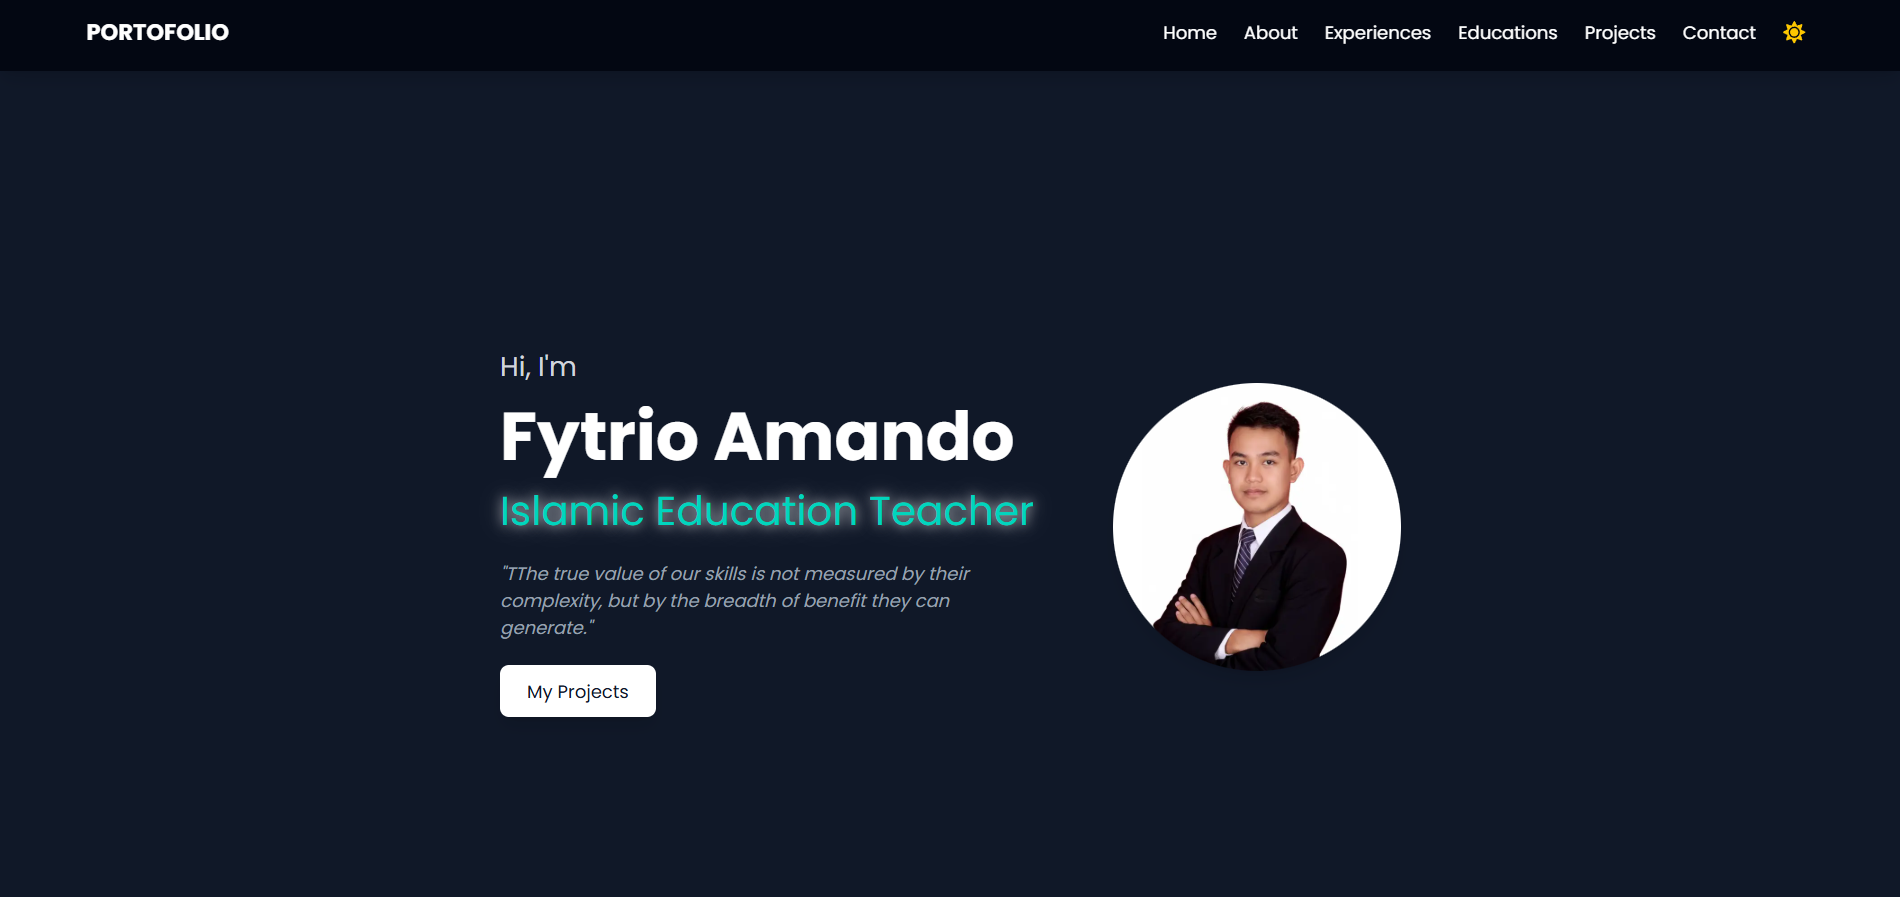 PORTOFOLIO
Home About Experiences Educations Projects Contact
Hi, I'm
Fytrio Amando
Islamic Education Teacher
"TThe true value of our skills is not measured by their
complexity, but by the breadth of benefit they can
generate."
My Projects